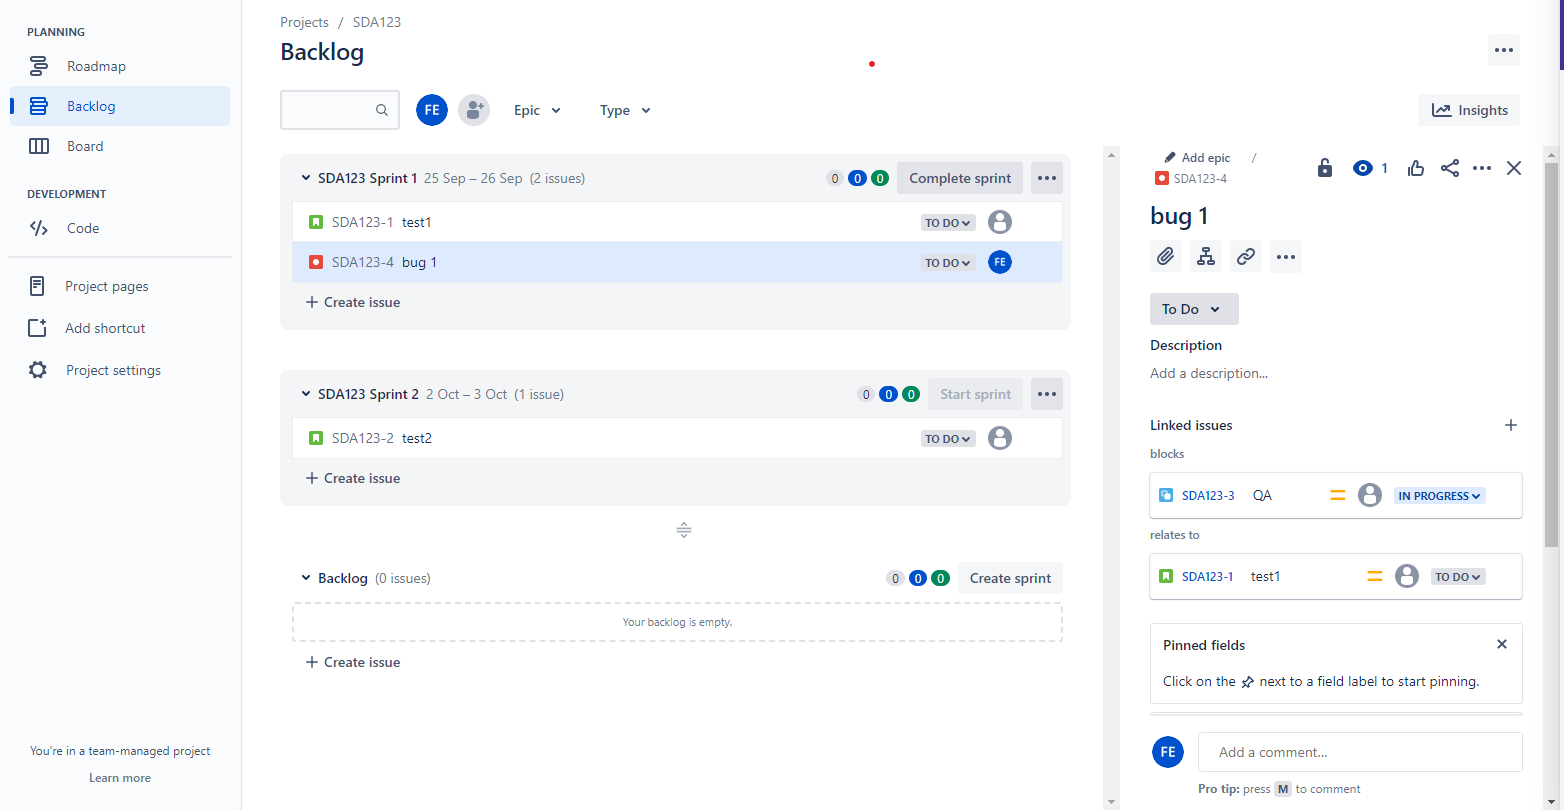 PLANNING
Roadmap
Backlog
Board
DEVELOPMENT
Code
Project pages
Add shortcut
Project settings
You're in a team-managed project
Learn more
Projects / SDA123
Backlog
FE
Epic
Type
Insights
SDA123 Sprint 1 25 Sep – 26 Sep (2 issues) 0 0 0 Complete sprint
SDA123-1 test1 TO DO
SDA123-4 bug 1 TO DO FE
+ Create issue
SDA123 Sprint 2 2 Oct – 3 Oct (1 issue) 0 0 0 Start sprint
SDA123-2 test2 TO DO
+ Create issue
Backlog (0 issues) 0 0 0 Create sprint
Your backlog is empty.
+ Create issue
Add epic /
SDA123-4
1
bug 1
To Do
Description
Add a description...
Linked issues
blocks
SDA123-3 QA IN PROGRESS
relates to
SDA123-1 test1 TO DO
Pinned fields
Click on the next to a field label to start pinning.
FE Add a comment...
Pro tip: press M to comment